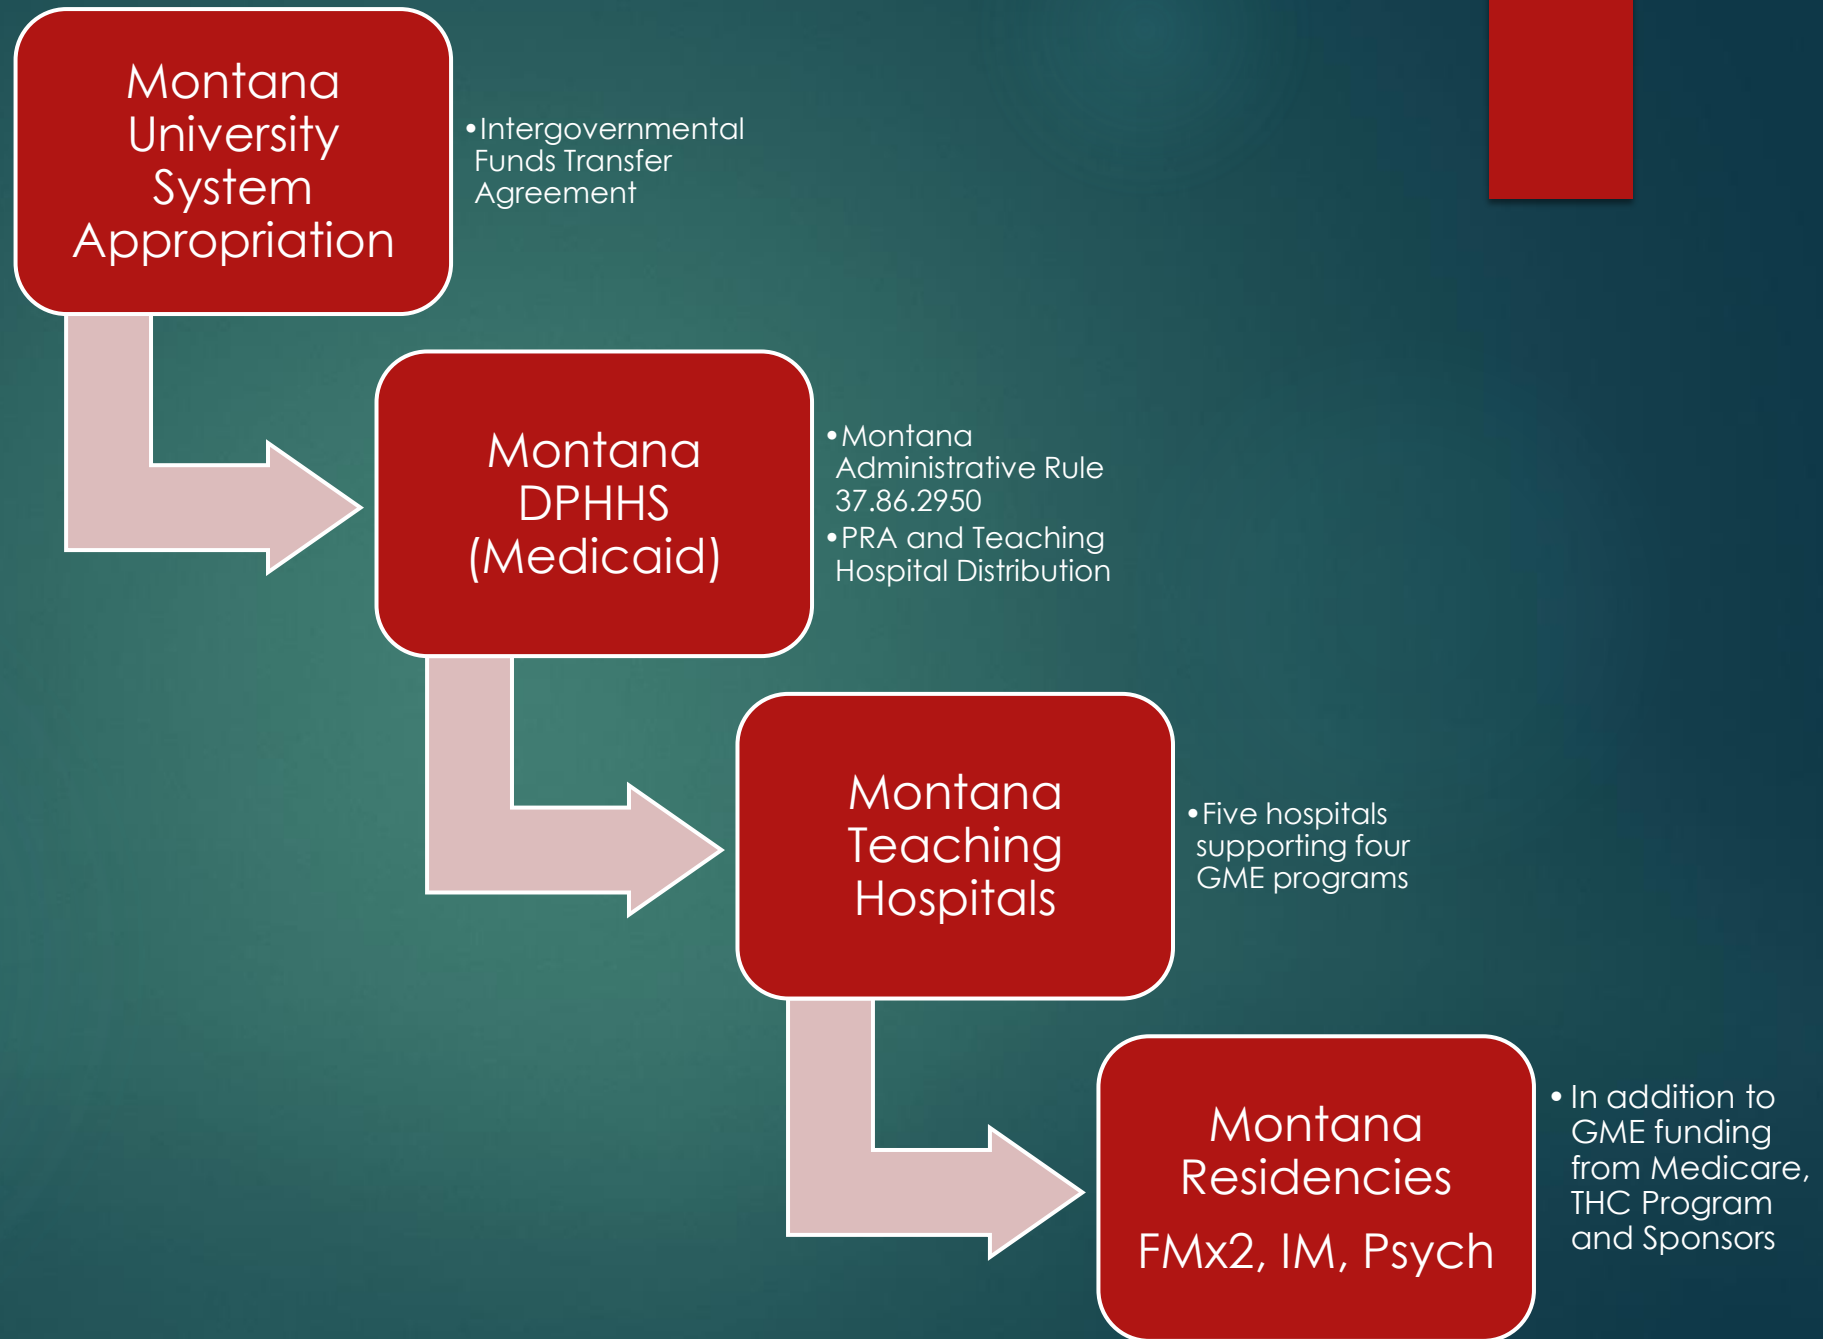 Montana
University
System
Appropriation
•Intergovernmental
Funds Transfer
Agreement
Montana
DPHHS
(Medicaid)
•Montana
Administrative Rule
37.86.2950
•PRA and Teaching
Hospital Distribution
Montana
Teaching
Hospitals
•Five hospitals
supporting four
GME programs
Montana
Residencies
FMx2, IM, Psych
•In addition to
GME funding
from Medicare,
THC Program
and Sponsors